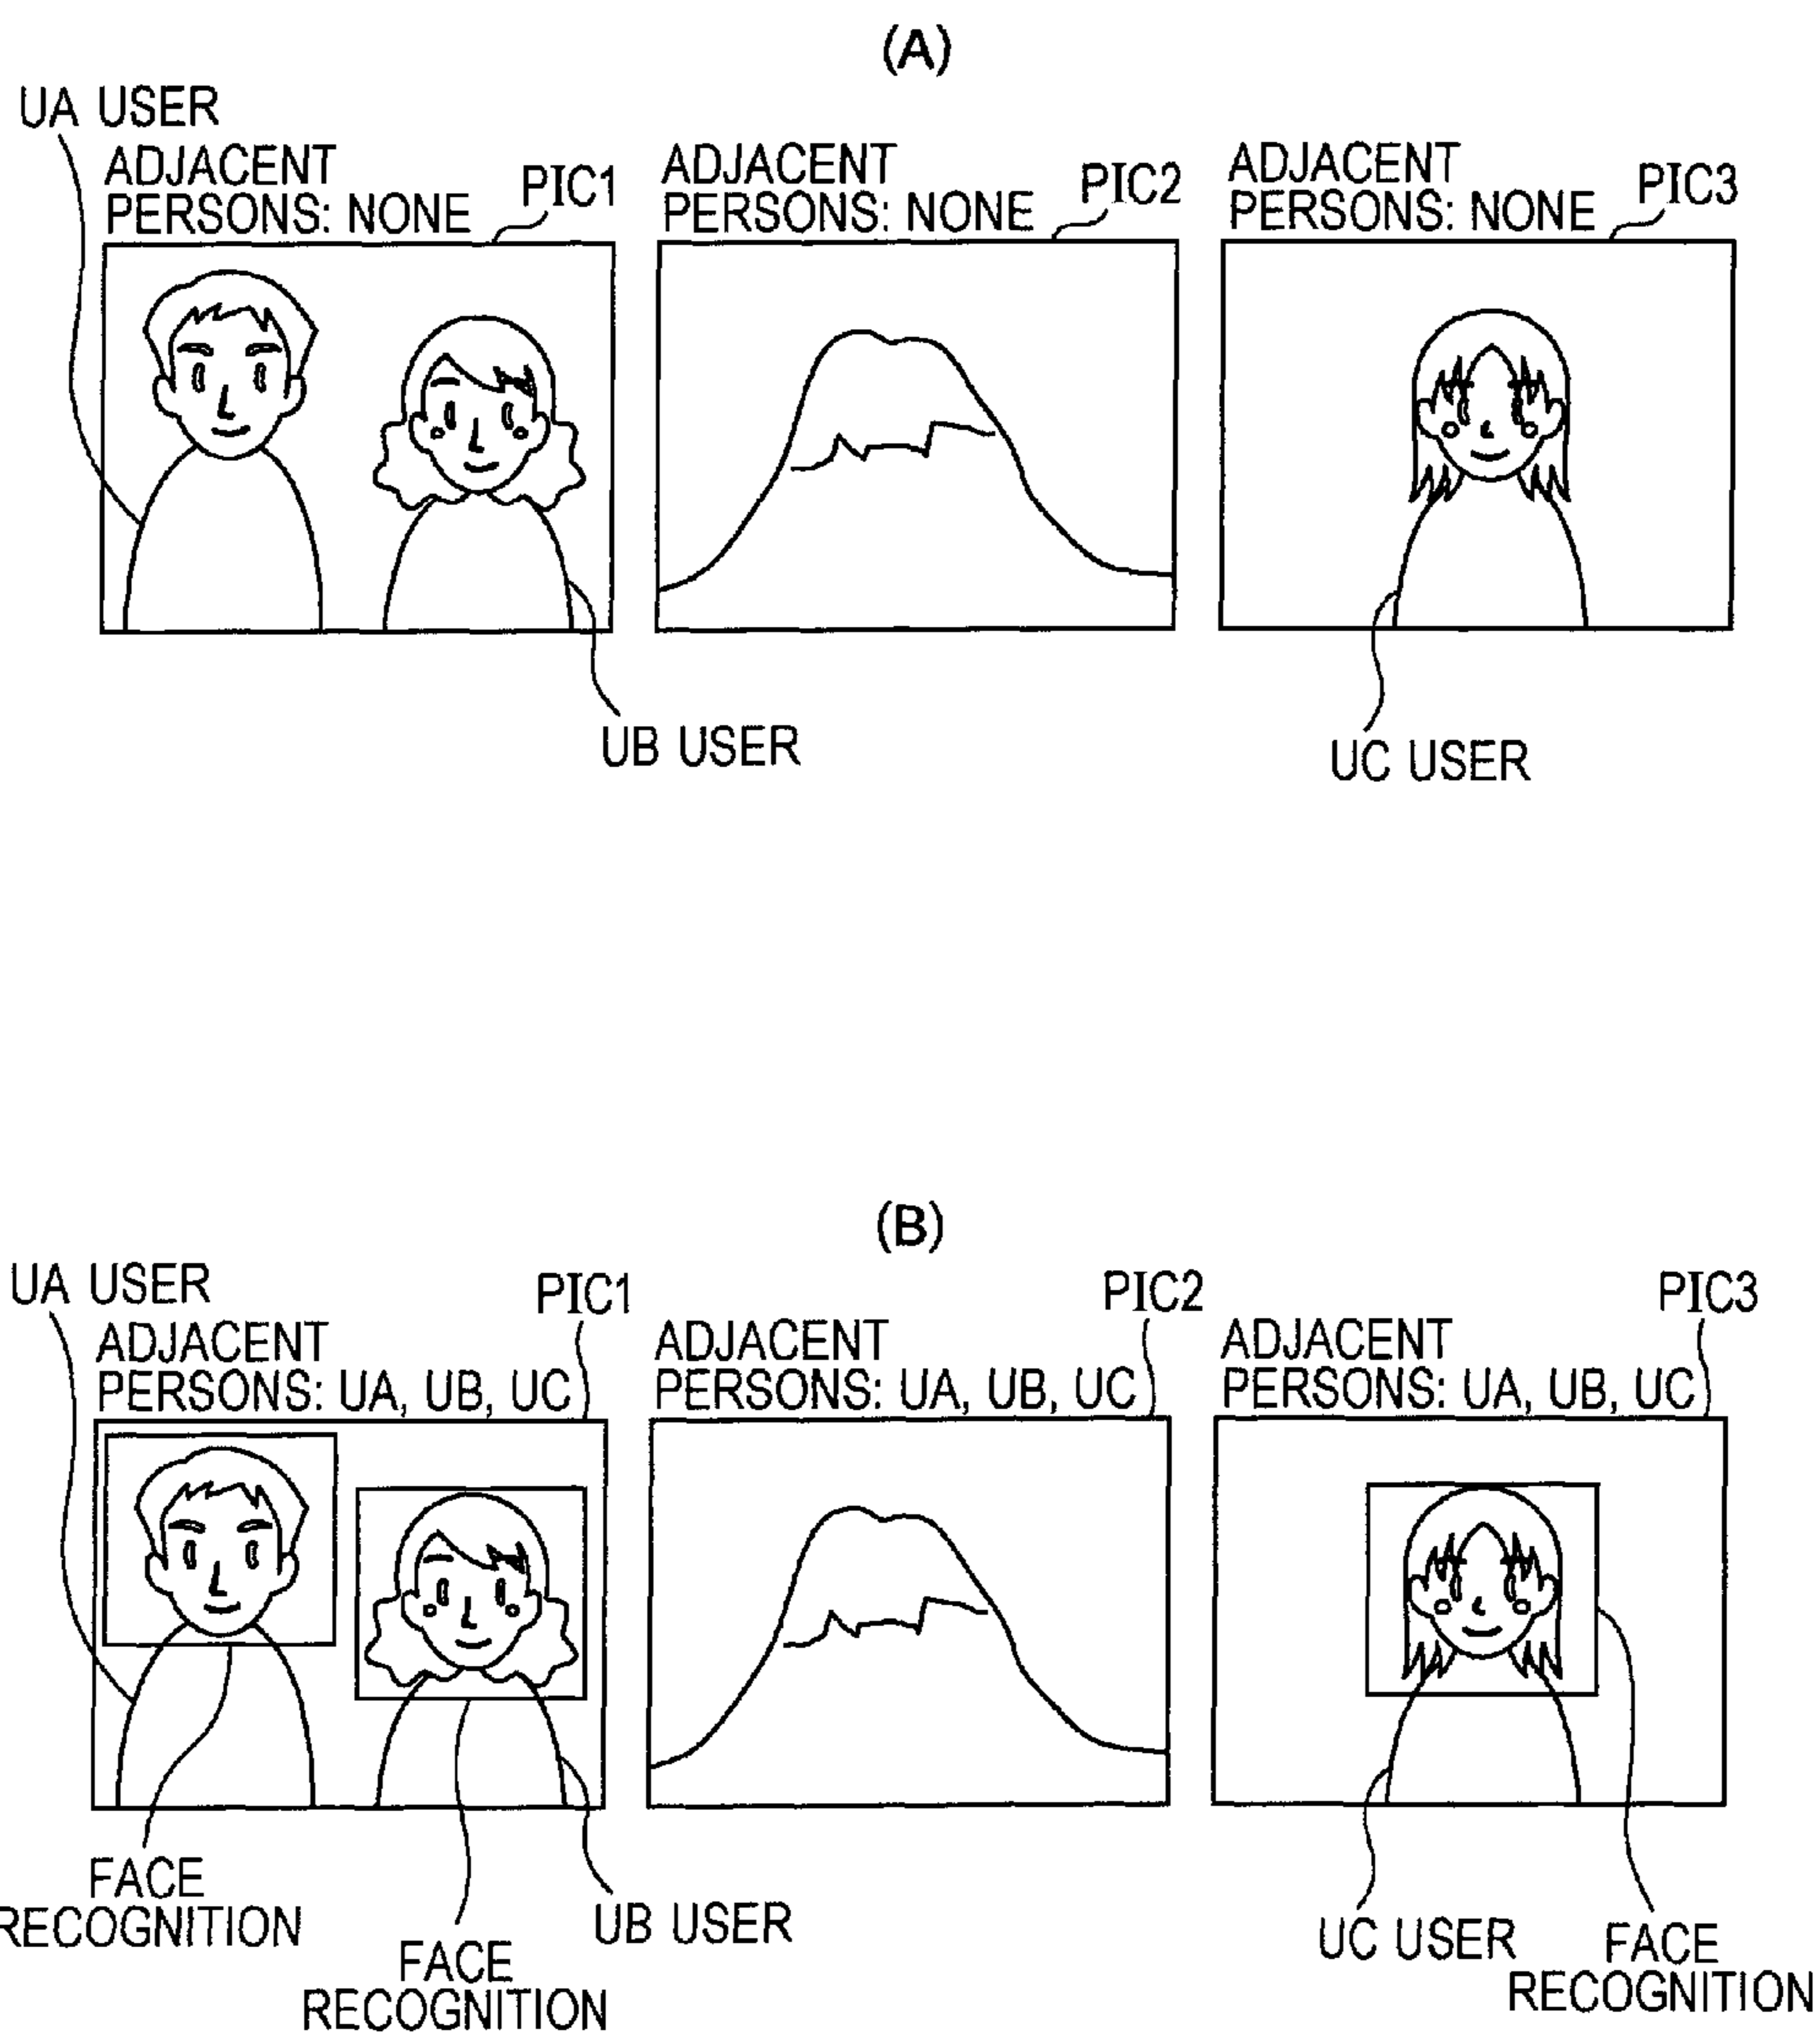 (A)
UA USER
ADJACENT
PERSONS: NONE
PIC1
ADJACENT
PERSONS: NONE
PIC2
ADJACENT
PERSONS: NONE
PIC3
UB USER
UC USER
(B)
UA USER
ADJACENT
PERSONS: UA, UB, UC
PIC1
ADJACENT
PERSONS: UA, UB, UC
PIC2
ADJACENT
PERSONS: UA, UB, UC
PIC3
FACE
RECOGNITION
FACE
RECOGNITION
UB USER
UC USER
FACE
RECOGNITION